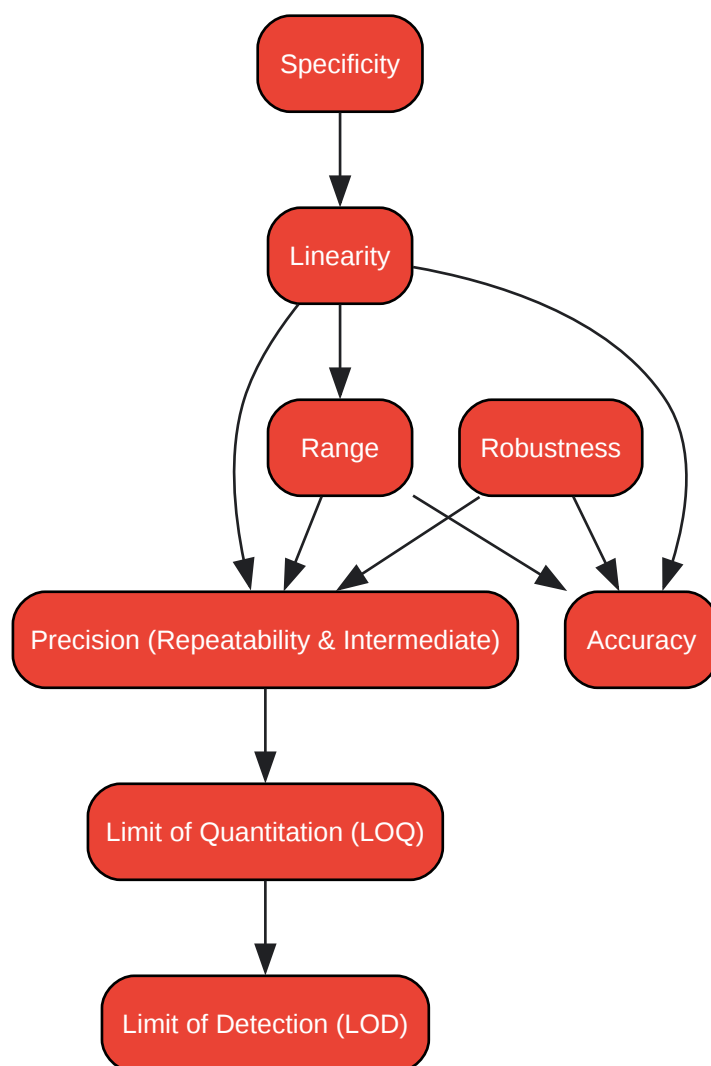 Specificity
Linearity
Range
Robustness
Precision (Repeatability & Intermediate)
Accuracy
Limit of Quantitation (LOQ)
Limit of Detection (LOD)